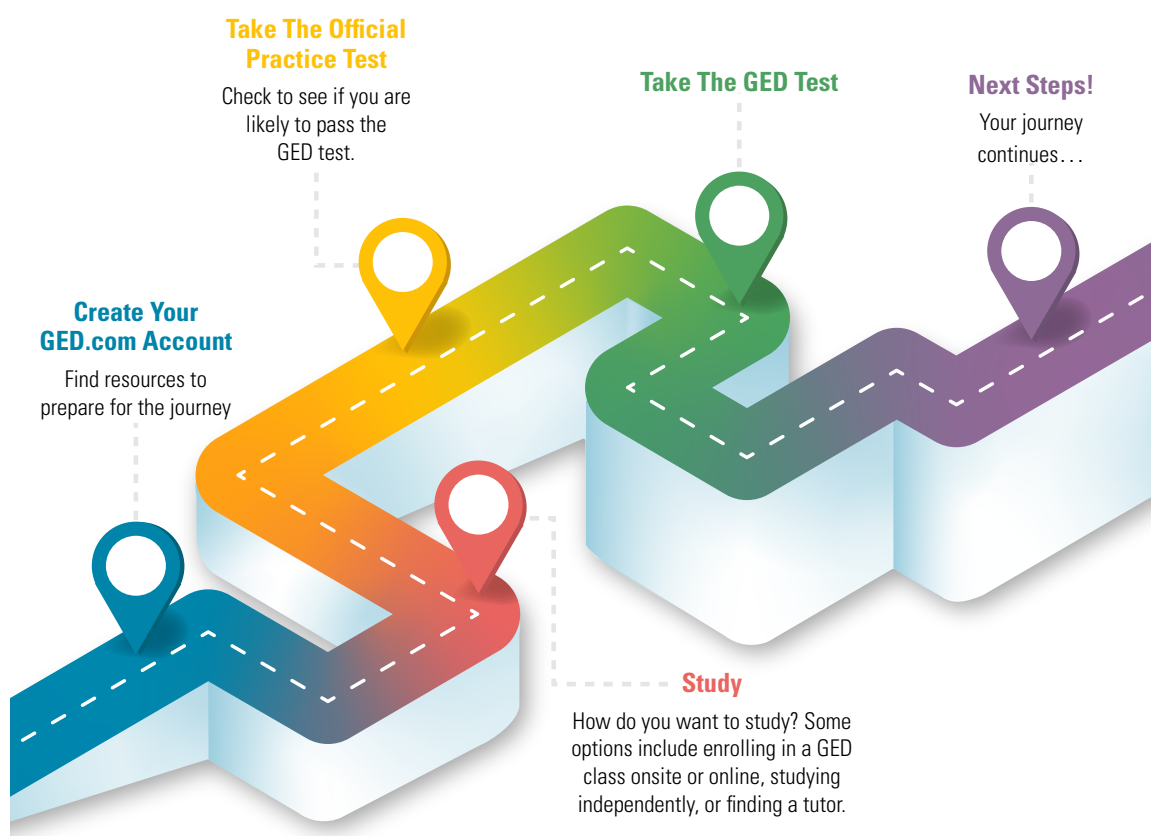 Take The Official
Practice Test
Check to see if you are
likely to pass the
GED test.
Take The GED Test
Next Steps!
Your journey
continues…
Create Your
GED.com Account
Find resources to
prepare for the journey
Study
How do you want to study? Some
options include enrolling in a GED
class onsite or online, studying
independently, or finding a tutor.